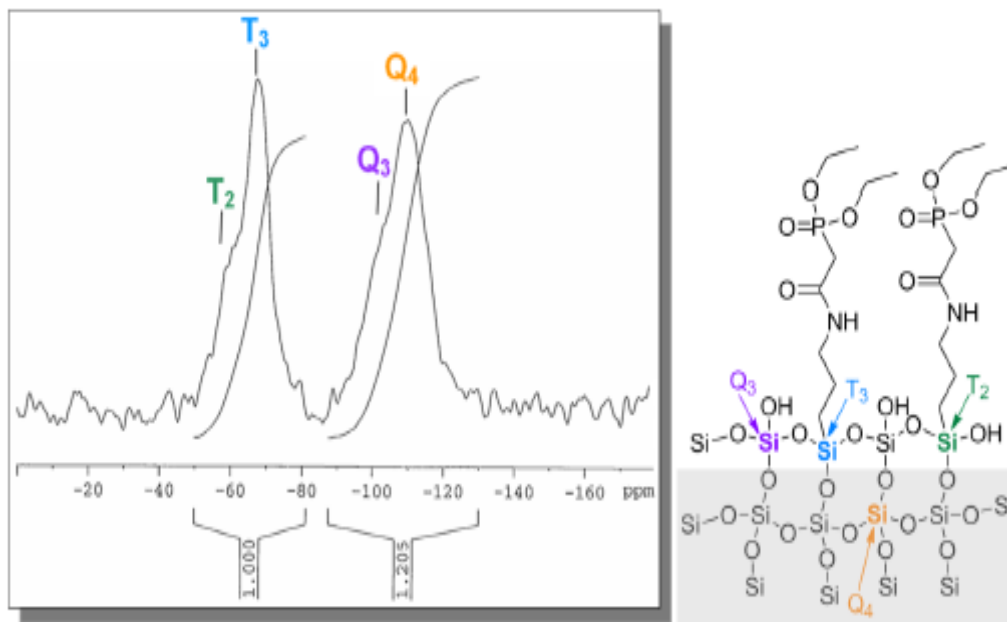 T3
Q4
Q3
T2
-20 -40 -60 -80 -100 -120 -140 -160 ppm
1.000
1.205
O O
O=P O O=P O
O O
NH NH
Q3 T3 T2
OH OH
Si O Si O Si O Si O Si OH
O O O O
Si O Si O Si O Si O Si O Si
O O O O
Si Si Si Si
Q4